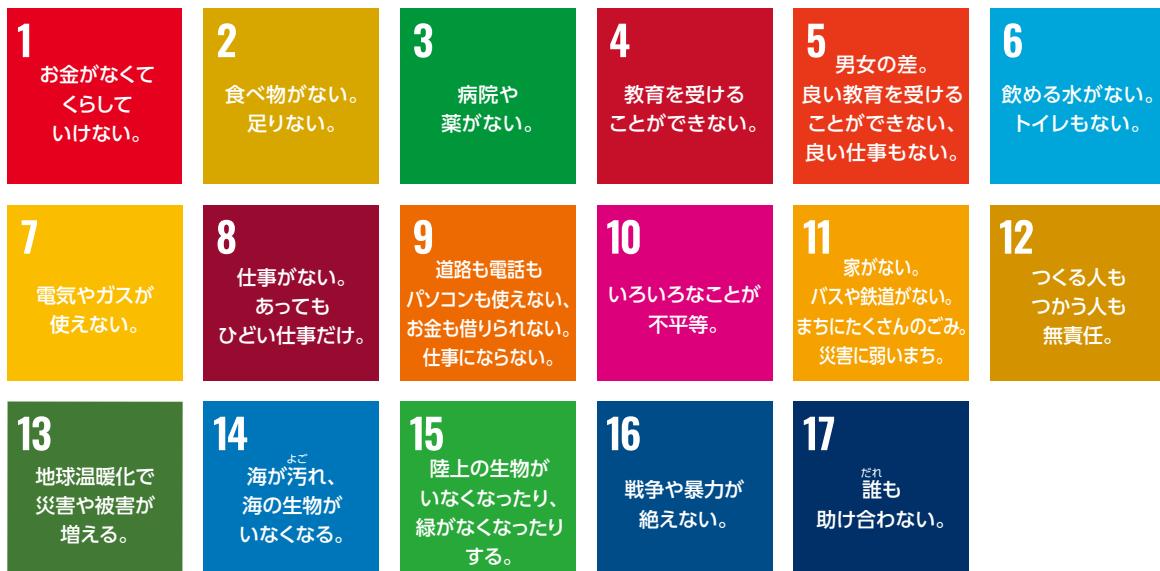 1
お金がなくて
くらして
いけない。
2
食べ物がない。
足りない。
3
病院や
薬がない。
4
教育を受ける
ことができない。
5
男女の差。
良い教育を受ける
ことができない、
良い仕事もない。
6
飲める水がない。
トイレもない。
7
電気やガスが
使えない。
8
仕事がない。
あっても
ひどい仕事だけ。
9
道路も電話も
パソコンも使えない、
お金も借りられない。
仕事にならない。
10
いろいろなことが
不平等。
11
家がない。
バスや鉄道がない。
まちにたくさんのごみ。
災害に弱いまち。
12
つくる人も
つかう人も
無責任。
13
地球温暖化で
災害や被害が
増える。
14
よご
海が汚れ、
海の生物が
いなくなる。
15
陸上の生物が
いなくなったり、
緑がなくなったり
する。
16
戦争や暴力が
絶えない。
17
だれ
誰も
助け合わない。